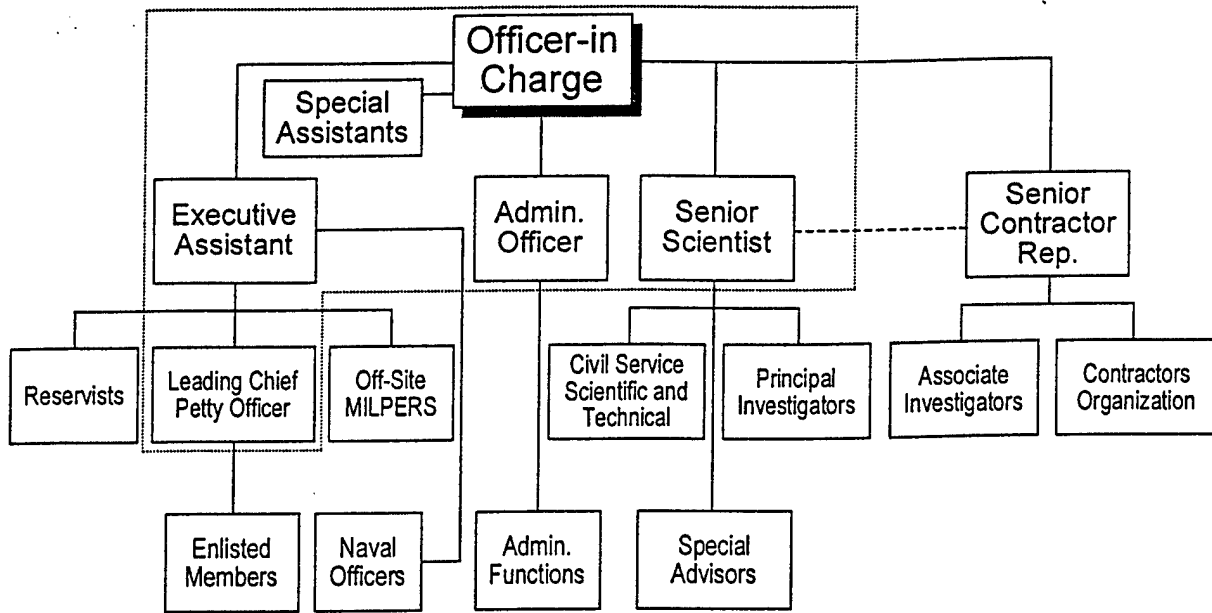 Officer-in
Charge
Special
Assistants
Executive
Assistant
Admin.
Officer
Senior
Scientist
Senior
Contractor
Rep.
Reservists
Leading Chief
Petty Officer
Off-Site
MILPERS
Civil Service
Scientific and
Technical
Principal
Investigators
Associate
Investigators
Contractors
Organization
Enlisted
Members
Naval
Officers
Admin.
Functions
Special
Advisors